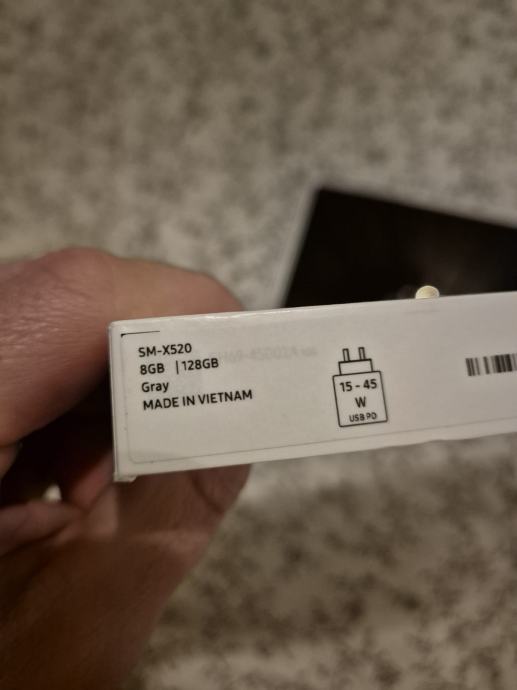 SM-X520
8GB | 128GB
Gray
MADE IN VIETNAM
15 - 45
W
USB PD